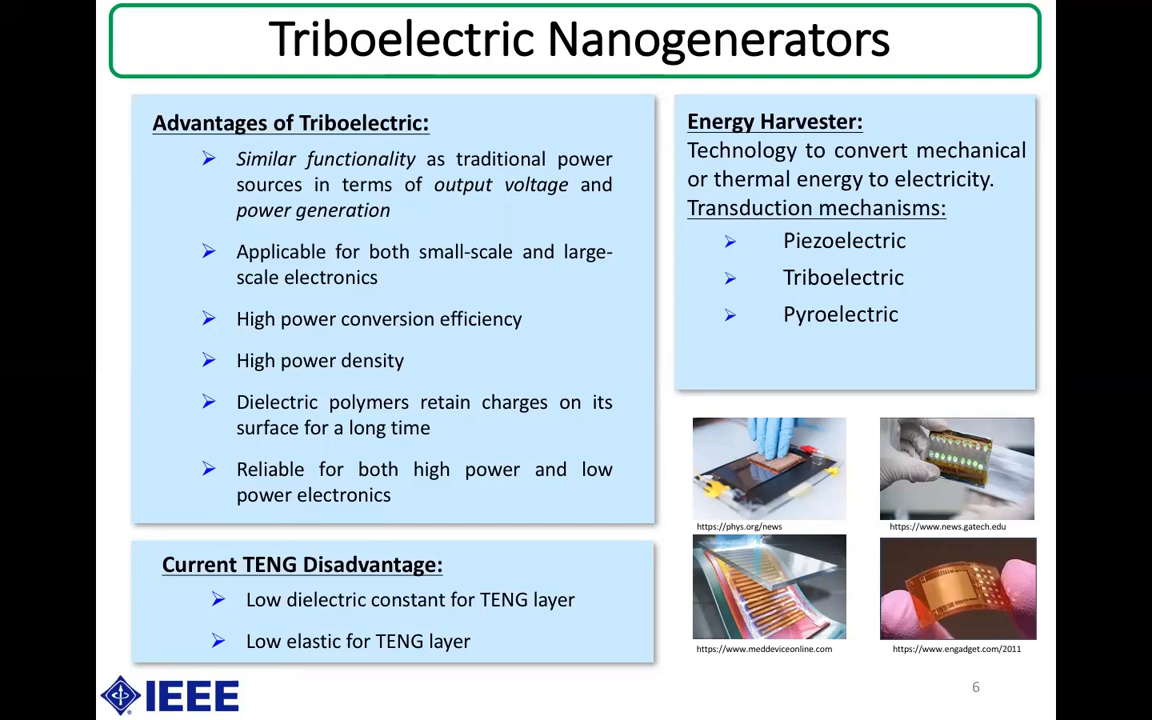 Triboelectric Nanogenerators
Advantages of Triboelectric:
Similar functionality as traditional power
sources in terms of output voltage and
power generation
Applicable for both small-scale and large-
scale electronics
High power conversion efficiency
High power density
Dielectric polymers retain charges on its
surface for a long time
Reliable for both high power and low
power electronics
Current TENG Disadvantage:
Low dielectric constant for TENG layer
Low elastic for TENG layer
Energy Harvester:
Technology to convert mechanical
or thermal energy to electricity.
Transduction mechanisms:
Piezoelectric
Triboelectric
Pyroelectric
https://phys.org/news
https://www.news.gatech.edu
https://www.meddeviceonline.com
https://www.engadget.com/2011
IEEE
6